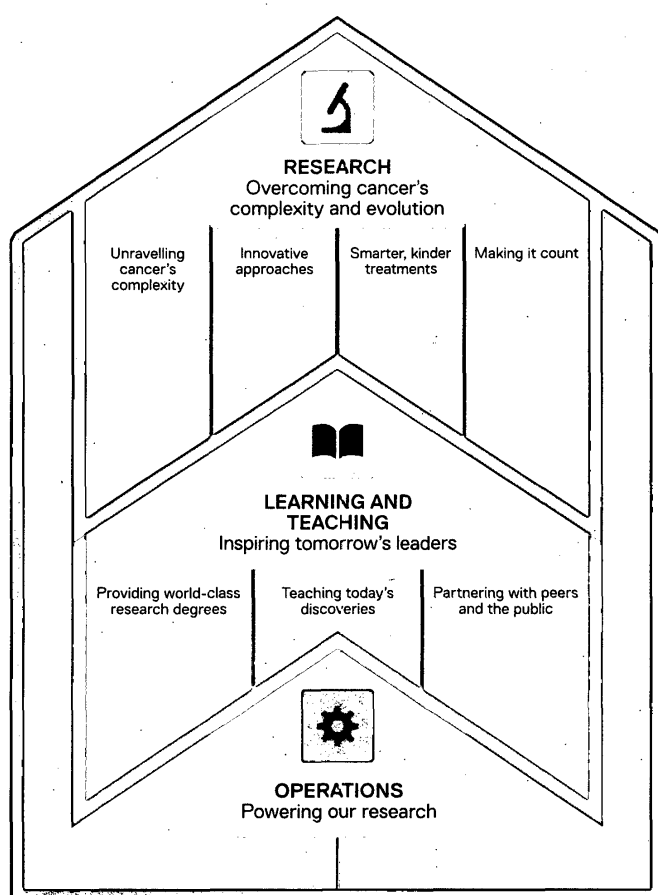 RESEARCH
Overcoming cancer's
complexity and evolution
Unravelling
cancer's
complexity
Innovative
approaches
Smarter, kinder
treatments
Making it count
LEARNING AND
TEACHING
Inspiring tomorrow's leaders
Providing world-class
research degrees
Teaching today's
discoveries
Partnering with peers
and the public
OPERATIONS
Powering our research